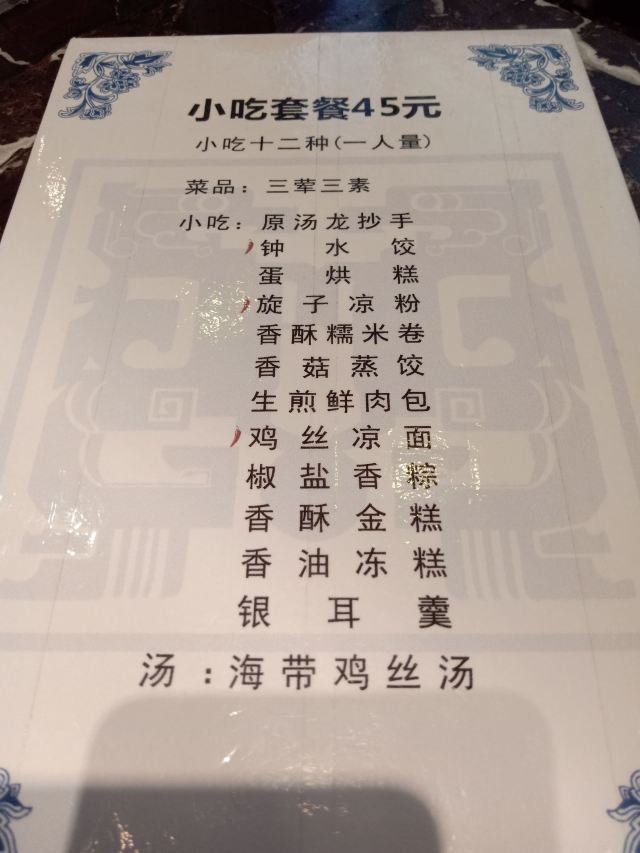 小吃套餐45元
小吃十二种(一人量)
菜品：三荤三素
小吃：原汤龙抄手
钟水饺
蛋烘糕
旋子凉粉
香酥糯米卷
香菇蒸饺
生煎鲜肉包
鸡丝凉面
椒盐香粽
香酥金糕
香油冻糕
银耳羹
汤：海带鸡丝汤